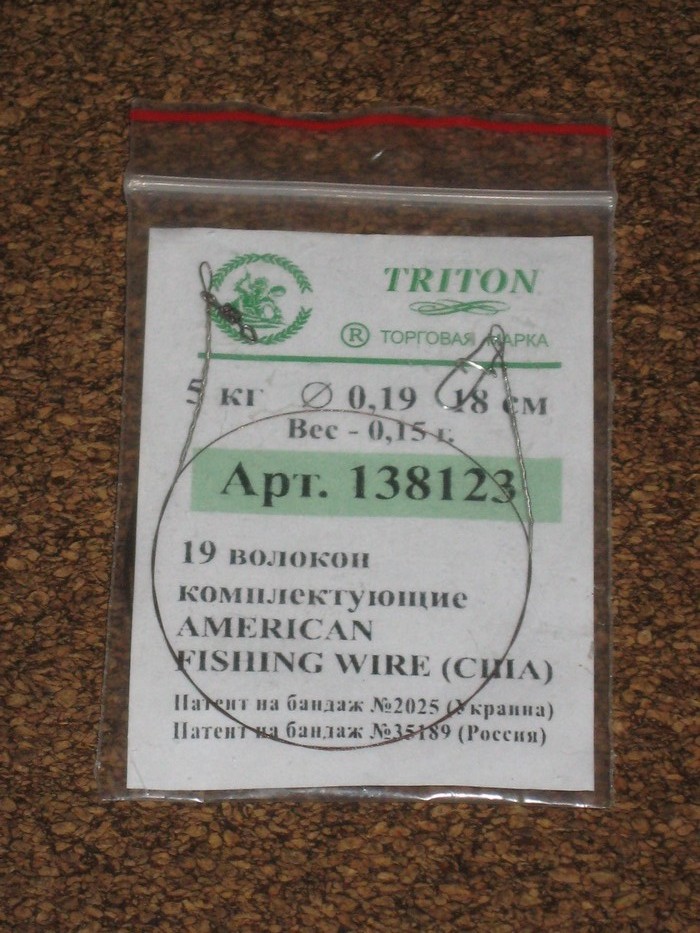 TRITON
® ТОРГОВАЯ МАРКА
5 кг ∅ 0,19 18 см
Вес - 0,15 г.
Арт. 138123
19 волокон
комплектующие
AMERICAN
FISHING WIRE (США)
Патент на бандаж №2025 (Украина)
Патент на бандаж №35189 (Россия)